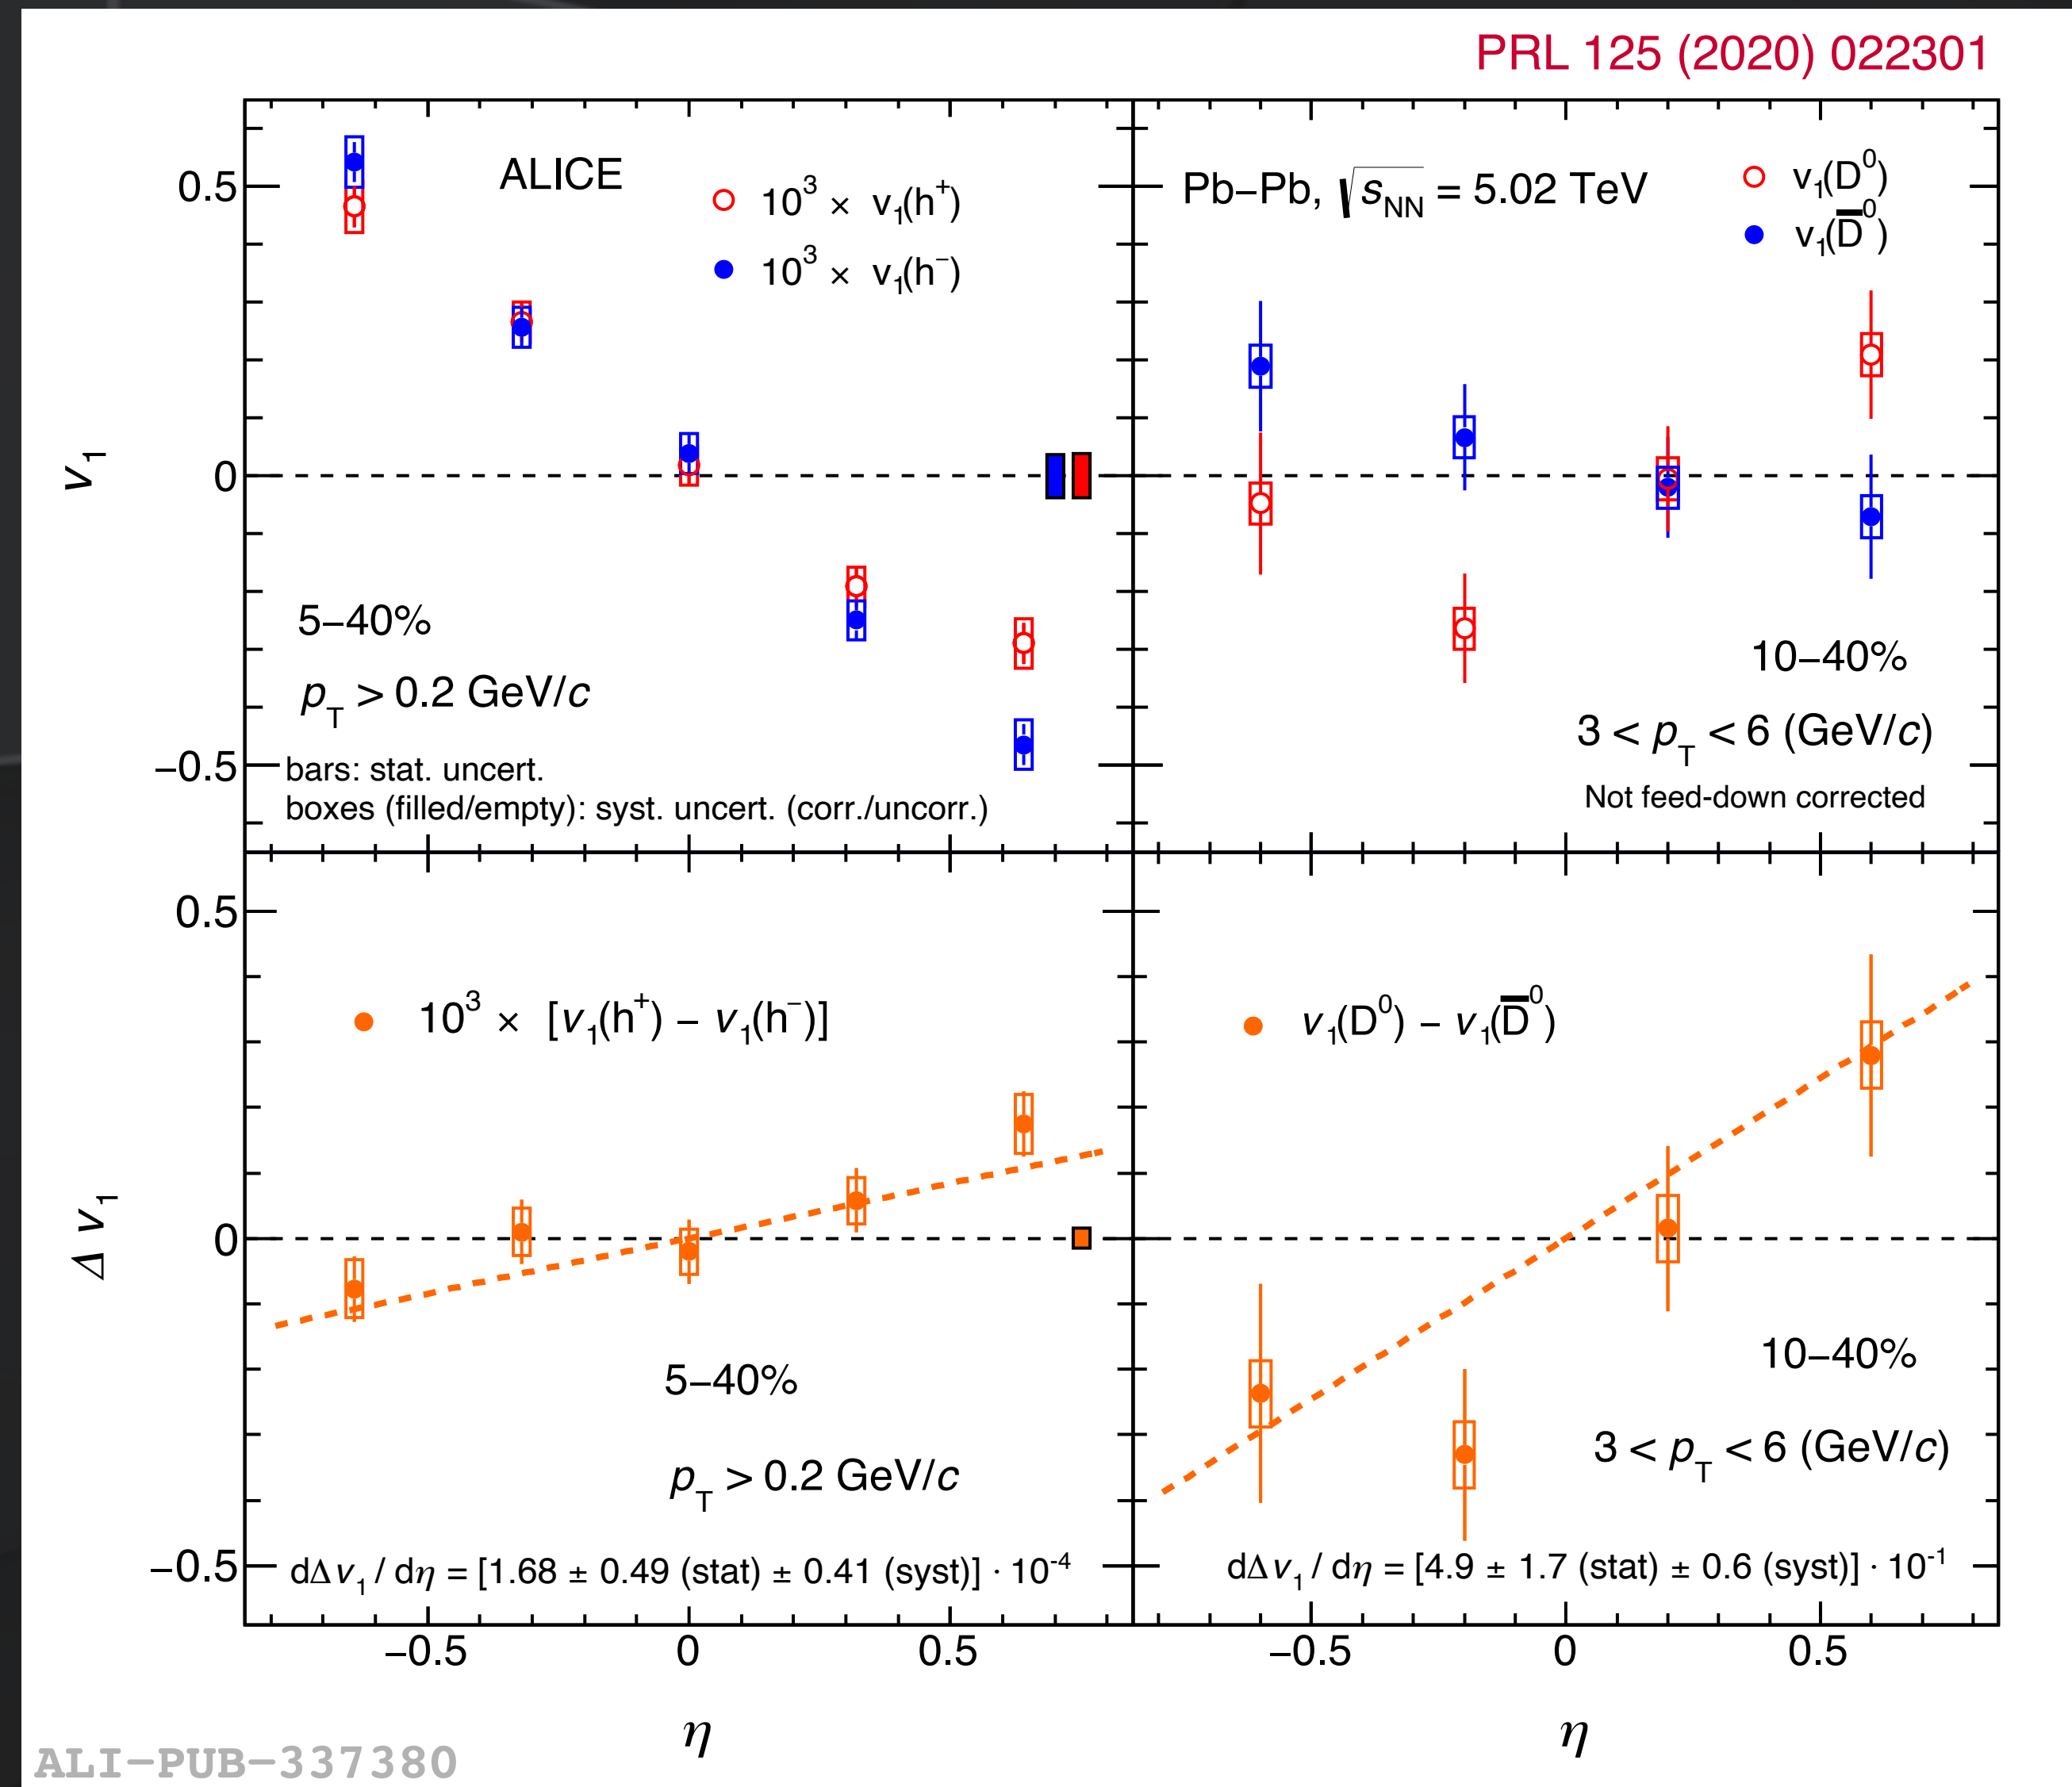 PRL 125 (2020) 022301
ALICE
10³ × v₁(h⁺)
10³ × v₁(h⁻)
0.5
0
−0.5
v₁
5−40%
p_T > 0.2 GeV/c
bars: stat. uncert.
boxes (filled/empty): syst. uncert. (corr./uncorr.)
Pb−Pb, √s_NN = 5.02 TeV
v₁(D⁰)
v₁(D̅⁰)
10−40%
3 < p_T < 6 (GeV/c)
Not feed-down corrected
0.5
0
−0.5
Δ v₁
10³ × [v₁(h⁺) − v₁(h⁻)]
5−40%
p_T > 0.2 GeV/c
dΔv₁ / dη = [1.68 ± 0.49 (stat) ± 0.41 (syst)] · 10⁻⁴
v₁(D⁰) − v₁(D̅⁰)
10−40%
3 < p_T < 6 (GeV/c)
dΔv₁ / dη = [4.9 ± 1.7 (stat) ± 0.6 (syst)] · 10⁻¹
−0.5 0 0.5
−0.5 0 0.5
η
η
ALI−PUB−337380